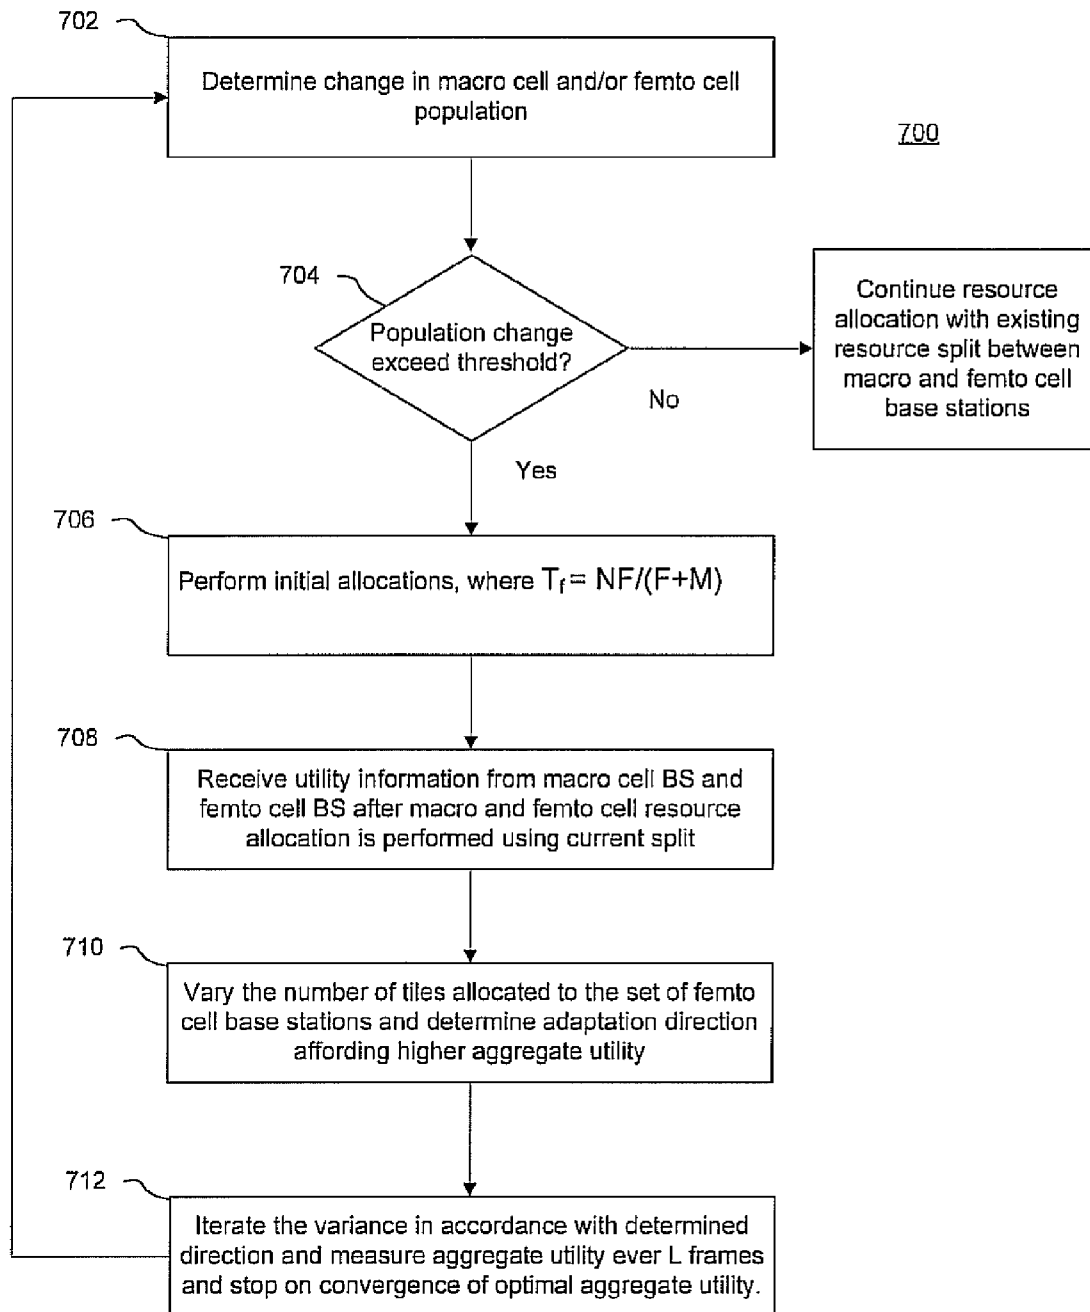 702
Determine change in macro cell and/or femto cell
population
700
704
Population change
exceed threshold?
No
Yes
Continue resource
allocation with existing
resource split between
macro and femto cell
base stations
706
Perform initial allocations, where Tf = NF/(F+M)
708
Receive utility information from macro cell BS and
femto cell BS after macro and femto cell resource
allocation is performed using current split
710
Vary the number of tiles allocated to the set of femto
cell base stations and determine adaptation direction
affording higher aggregate utility
712
Iterate the variance in accordance with determined
direction and measure aggregate utility ever L frames
and stop on convergence of optimal aggregate utility.